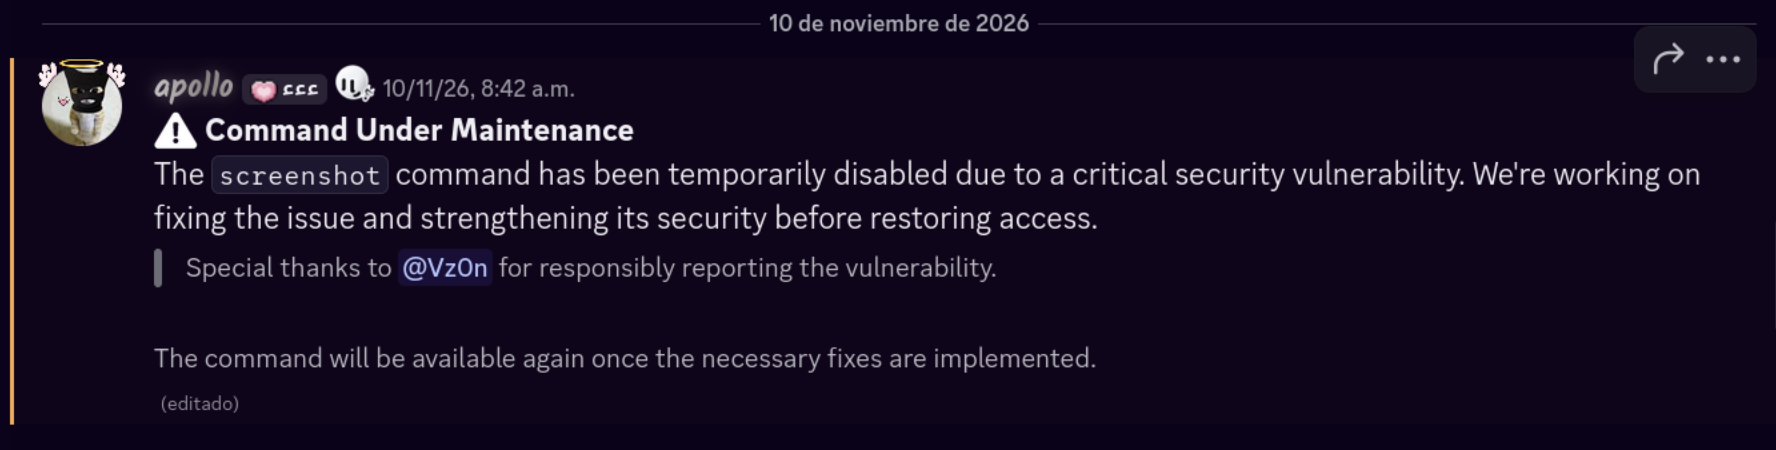 10 de noviembre de 2026
apollo ꜱꜱꜱ 10/11/26, 8:42 a.m.
Command Under Maintenance
The screenshot command has been temporarily disabled due to a critical security vulnerability. We're working on
fixing the issue and strengthening its security before restoring access.
Special thanks to @Vz0n for responsibly reporting the vulnerability.
The command will be available again once the necessary fixes are implemented.
(editado)